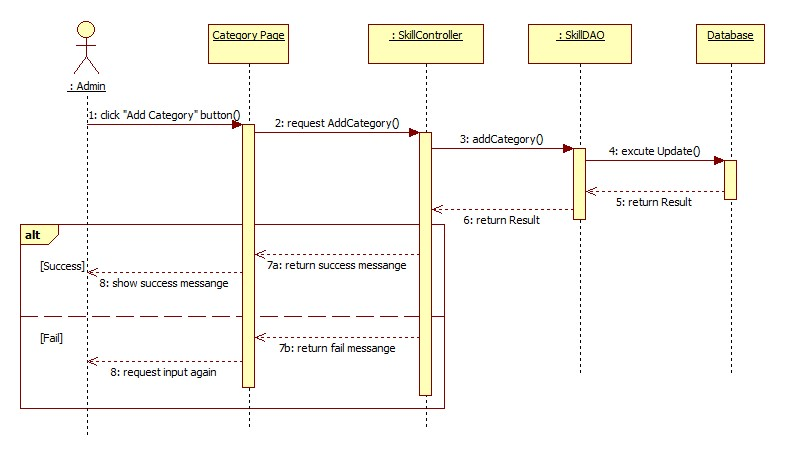 Category Page
: SkillController
: SkillDAO
Database
: Admin
1: click "Add Category" button()
2: request AddCategory()
3: addCategory()
4: excute Update()
5: return Result
6: return Result
alt
7a: return success messange
[Success]
8: show success messange
[Fail]
7b: return fail messange
8: request input again